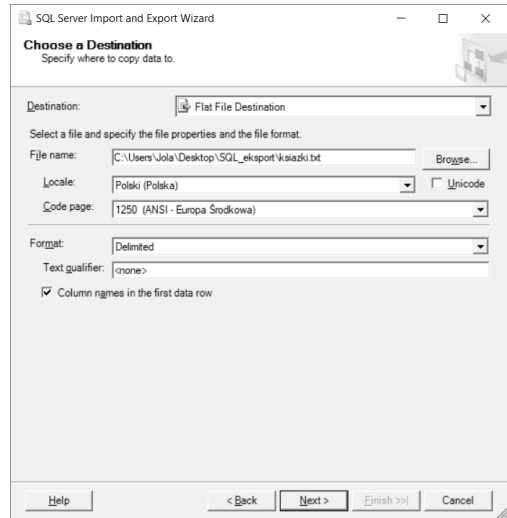 SQL Server Import and Export Wizard
Choose a Destination
Specify where to copy data to.
Destination: Flat File Destination
Select a file and specify the file properties and the file format.
File name: C:\Users\Jola\Desktop\SQL_eksport\ksiazki.txt Browse...
Locale: Polski (Polska) Unicode
Code page: 1250 (ANSI - Europa Środkowa)
Format: Delimited
Text qualifier: <none>
Column names in the first data row
Help < Back Next > Finish >>| Cancel